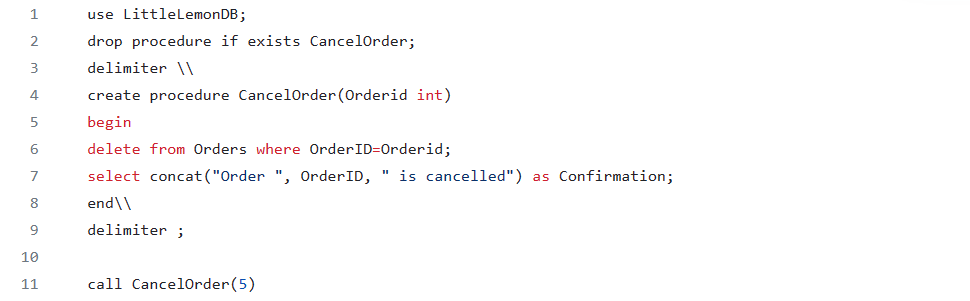 1 use LittleLemonDB;
2 drop procedure if exists CancelOrder;
3 delimiter \\
4 create procedure CancelOrder(Orderid int)
5 begin
6 delete from Orders where OrderID=Orderid;
7 select concat("Order ", OrderID, " is cancelled") as Confirmation;
8 end\\
9 delimiter ;
10
11 call CancelOrder(5)